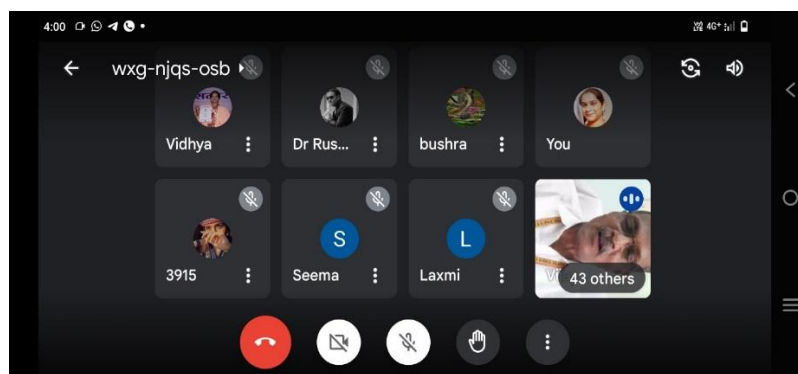 4:00 4G+
wxg-njqs-osb
Vidhya Dr Rus... bushra You
3915 Seema Laxmi
S L
43 others